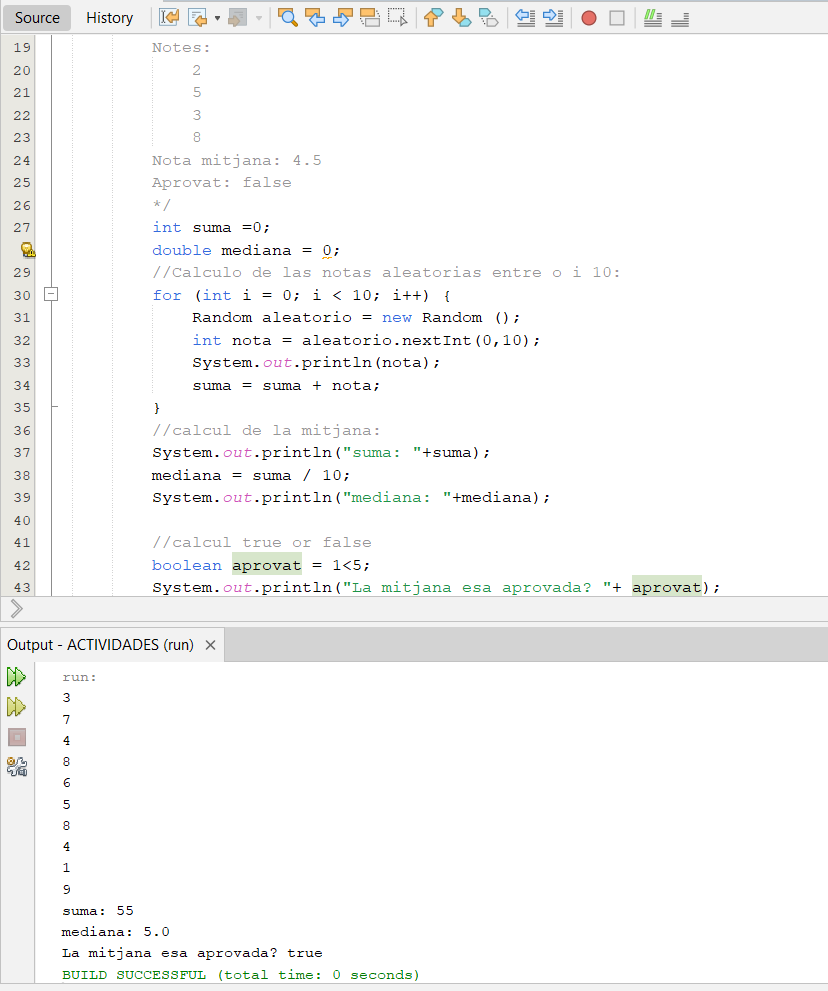 Source History
19 Notes:
20 2
21 5
22 3
23 8
24 Nota mitjana: 4.5
25 Aprovat: false
26 */
27 int suma =0;
double mediana = 0;
29 //Calculo de las notas aleatorias entre o i 10:
30 for (int i = 0; i < 10; i++) {
31 Random aleatorio = new Random ();
32 int nota = aleatorio.nextInt(0,10);
33 System.out.println(nota);
34 suma = suma + nota;
35 }
36 //calcul de la mitjana:
37 System.out.println("suma: "+suma);
38 mediana = suma / 10;
39 System.out.println("mediana: "+mediana);
40
41 //calcul true or false
42 boolean aprovat = 1<5;
43 System.out.println("La mitjana esa aprovada? "+ aprovat);
Output - ACTIVIDADES (run)
run:
3
7
4
8
6
5
8
4
1
9
suma: 55
mediana: 5.0
La mitjana esa aprovada? true
BUILD SUCCESSFUL (total time: 0 seconds)